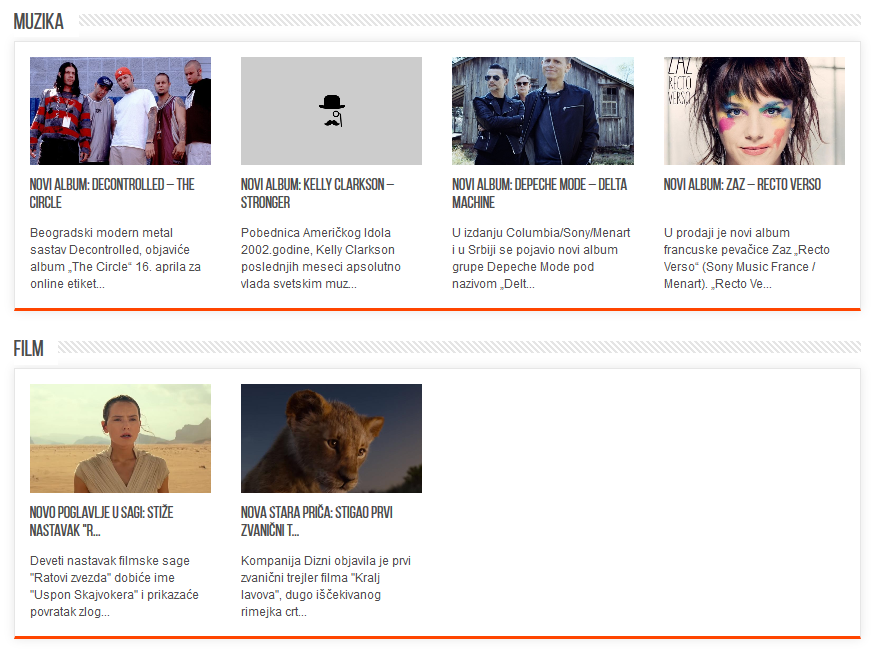 MUZIKA
ZAZ
RECTO
VERSO
NOVI ALBUM: DECONTROLLED – THE
CIRCLE
Beogradski modern metal
sastav Decontrolled, objaviće
album „The Circle“ 16. aprila za
online etiket...
NOVI ALBUM: KELLY CLARKSON –
STRONGER
Pobednica Američkog Idola
2002.godine, Kelly Clarkson
poslednjih meseci apsolutno
vlada svetskim muz...
NOVI ALBUM: DEPECHE MODE – DELTA
MACHINE
U izdanju Columbia/Sony/Menart
i u Srbiji se pojavio novi album
grupe Depeche Mode pod
nazivom „Delt...
NOVI ALBUM: ZAZ – RECTO VERSO
U prodaji je novi album
francuske pevačice Zaz „Recto
Verso“ (Sony Music France /
Menart). „Recto Ve...
FILM
NOVO POGLAVLJE U SAGI: STIŽE
NASTAVAK "R...
Deveti nastavak filmske sage
"Ratovi zvezda" dobiće ime
"Uspon Skajvokera" i prikazaće
povratak zlog...
NOVA STARA PRIČA: STIGAO PRVI
ZVANIČNI T...
Kompanija Dizni objavila je prvi
zvanični trejler filma "Kralj
lavova", dugo iščekivanog
rimejka crt...